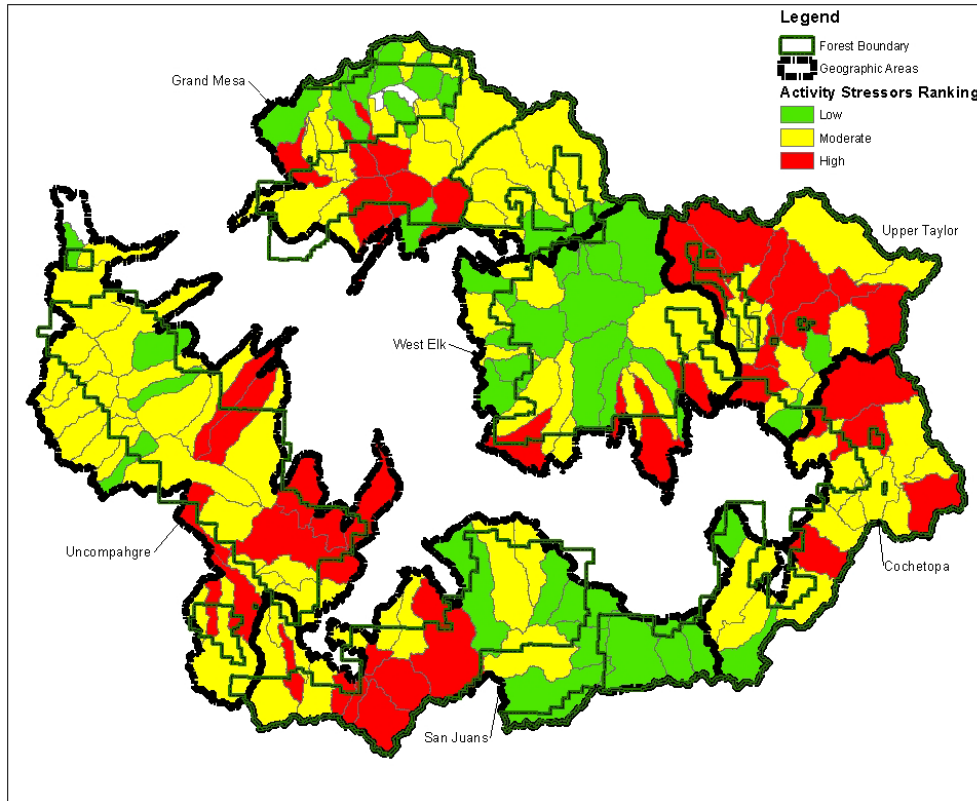 Legend
Forest Boundary
Geographic Areas
Activity Stressors Ranking
Low
Moderate
High
Grand Mesa
Upper Taylor
West Elk
Uncompahgre
Cochetopa
San Juans